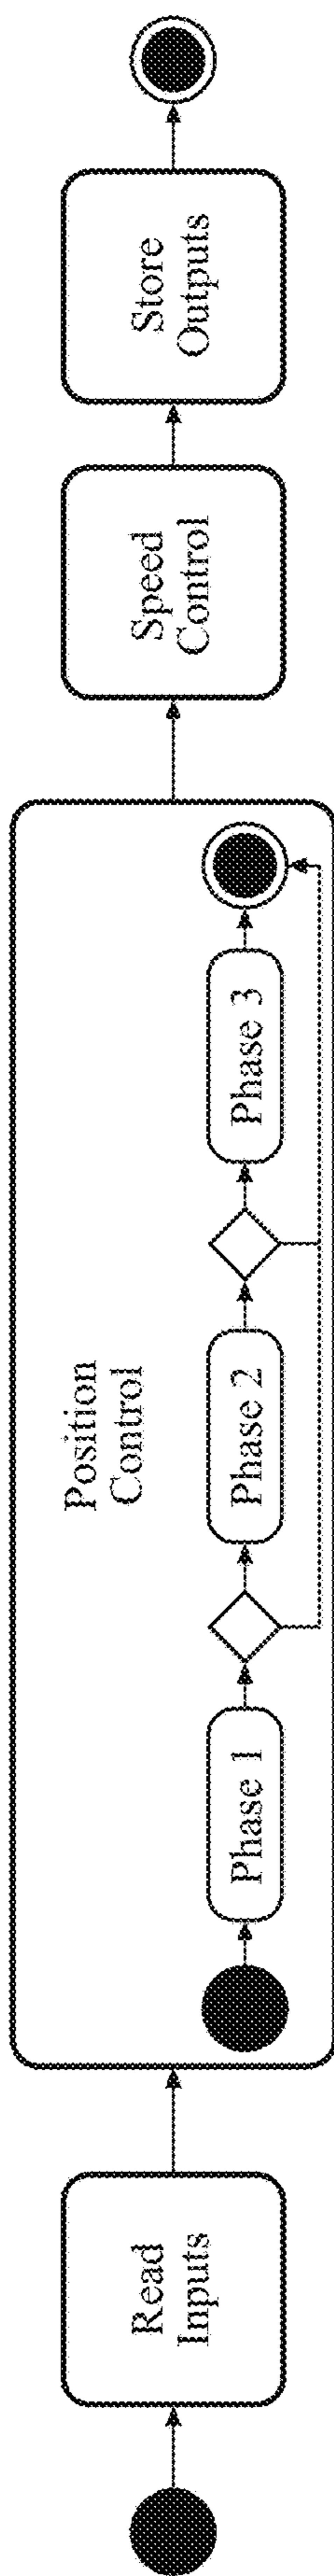 Read
Inputs
Position
Control
Phase 1
Phase 2
Phase 3
Speed
Control
Store
Outputs